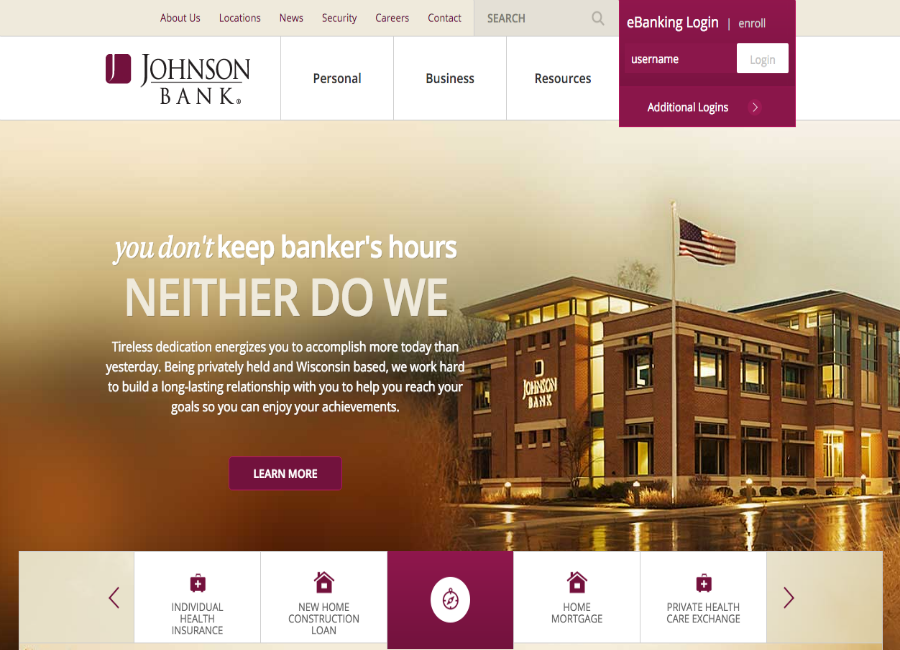 About Us Locations News Security Careers Contact SEARCH
eBanking Login | enroll
username Login
Additional Logins
JOHNSON
BANK®
Personal Business Resources
you don't keep banker's hours
NEITHER DO WE
Tireless dedication energizes you to accomplish more today than
yesterday. Being privately held and Wisconsin based, we work hard
to build a long-lasting relationship with you to help you reach your
goals so you can enjoy your achievements.
LEARN MORE
JOHNSON
BANK
INDIVIDUAL
HEALTH
INSURANCE
NEW HOME
CONSTRUCTION
LOAN
HOME
MORTGAGE
PRIVATE HEALTH
CARE EXCHANGE